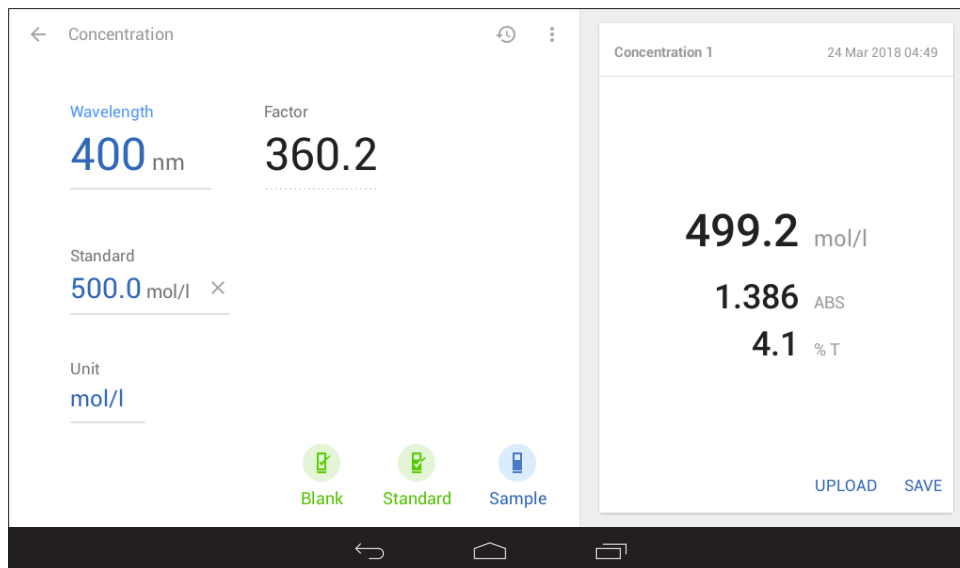 Concentration
Wavelength
400 nm
Factor
360.2
Standard
500.0 mol/l
Unit
mol/l
Blank
Standard
Sample
Concentration 1
24 Mar 2018 04:49
499.2 mol/l
1.386 ABS
4.1 % T
UPLOAD
SAVE